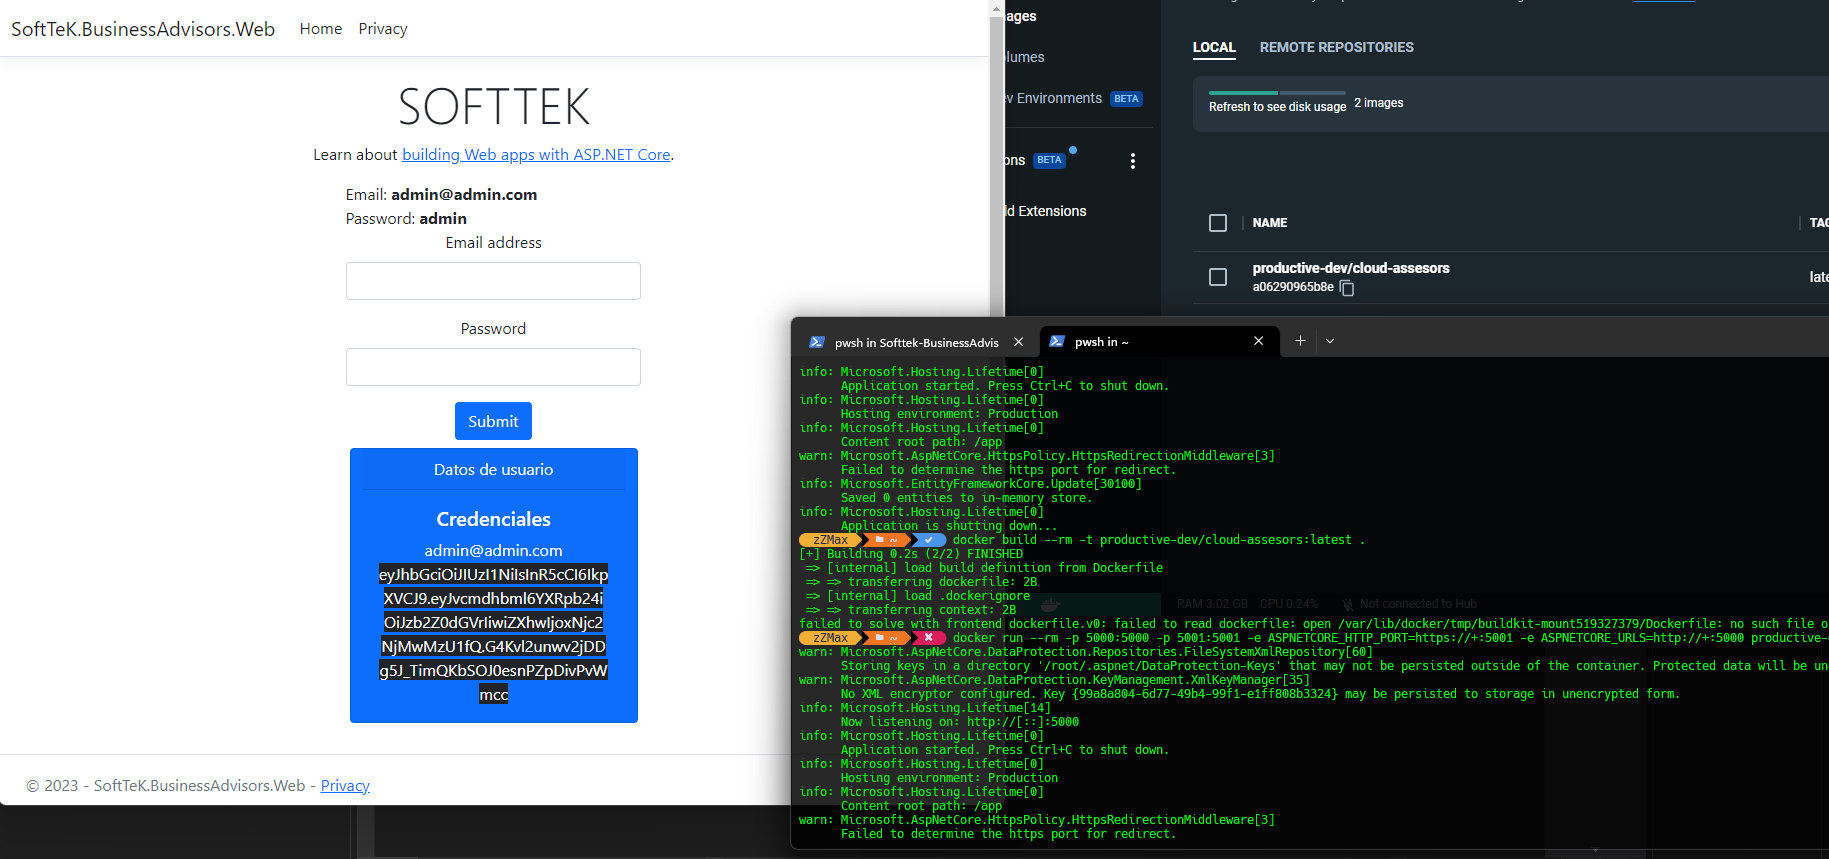 SoftTeK.BusinessAdvisors.Web Home Privacy
SOFTTEK
Learn about building Web apps with ASP.NET Core.
Email: admin@admin.com
Password: admin
Email address
Password
Submit
Datos de usuario
Credenciales
admin@admin.com
eyJhbGciOiJIUzI1NiIsInR5cCI6Ikp
XVCJ9.eyJvcmdhbml6YXRpb24i
OiJzb2Z0dGVrIiwiZXhwIjoxNjc2
NjMwMzU1fQ.G4Kvl2unwv2jDD
g5J_TimQKbSOJ0esnPZpDivPvW
mcc
© 2023 - SoftTeK.BusinessAdvisors.Web - Privacy
ages
lumes
v Environments BETA
ons BETA
d Extensions
LOCAL REMOTE REPOSITORIES
Refresh to see disk usage 2 images
NAME TAG
productive-dev/cloud-assesors
a06290965b8e
late
RAM 3.02 GB CPU 0.24% Not connected to Hub
pwsh in Softtek-BusinessAdvis pwsh in ~
info: Microsoft.Hosting.Lifetime[0]
Application started. Press Ctrl+C to shut down.
info: Microsoft.Hosting.Lifetime[0]
Hosting environment: Production
info: Microsoft.Hosting.Lifetime[0]
Content root path: /app
warn: Microsoft.AspNetCore.HttpsPolicy.HttpsRedirectionMiddleware[3]
Failed to determine the https port for redirect.
info: Microsoft.EntityFrameworkCore.Update[30100]
Saved 0 entities to in-memory store.
info: Microsoft.Hosting.Lifetime[0]
Application is shutting down...
zZMax ~ docker build --rm -t productive-dev/cloud-assesors:latest .
[+] Building 0.2s (2/2) FINISHED
=> [internal] load build definition from Dockerfile
=> => transferring dockerfile: 2B
=> [internal] load .dockerignore
=> => transferring context: 2B
failed to solve with frontend dockerfile.v0: failed to read dockerfile: open /var/lib/docker/tmp/buildkit-mount519327379/Dockerfile: no such file o
zZMax ~ docker run --rm -p 5000:5000 -p 5001:5001 -e ASPNETCORE_HTTP_PORT=https://+:5001 -e ASPNETCORE_URLS=http://+:5000 productive-
warn: Microsoft.AspNetCore.DataProtection.Repositories.FileSystemXmlRepository[60]
Storing keys in a directory '/root/.aspnet/DataProtection-Keys' that may not be persisted outside of the container. Protected data will be un
warn: Microsoft.AspNetCore.DataProtection.KeyManagement.XmlKeyManager[35]
No XML encryptor configured. Key {99a8a804-6d77-49b4-99f1-e1ff808b3324} may be persisted to storage in unencrypted form.
info: Microsoft.Hosting.Lifetime[14]
Now listening on: http://[::]:5000
info: Microsoft.Hosting.Lifetime[0]
Application started. Press Ctrl+C to shut down.
info: Microsoft.Hosting.Lifetime[0]
Hosting environment: Production
info: Microsoft.Hosting.Lifetime[0]
Content root path: /app
warn: Microsoft.AspNetCore.HttpsPolicy.HttpsRedirectionMiddleware[3]
Failed to determine the https port for redirect.